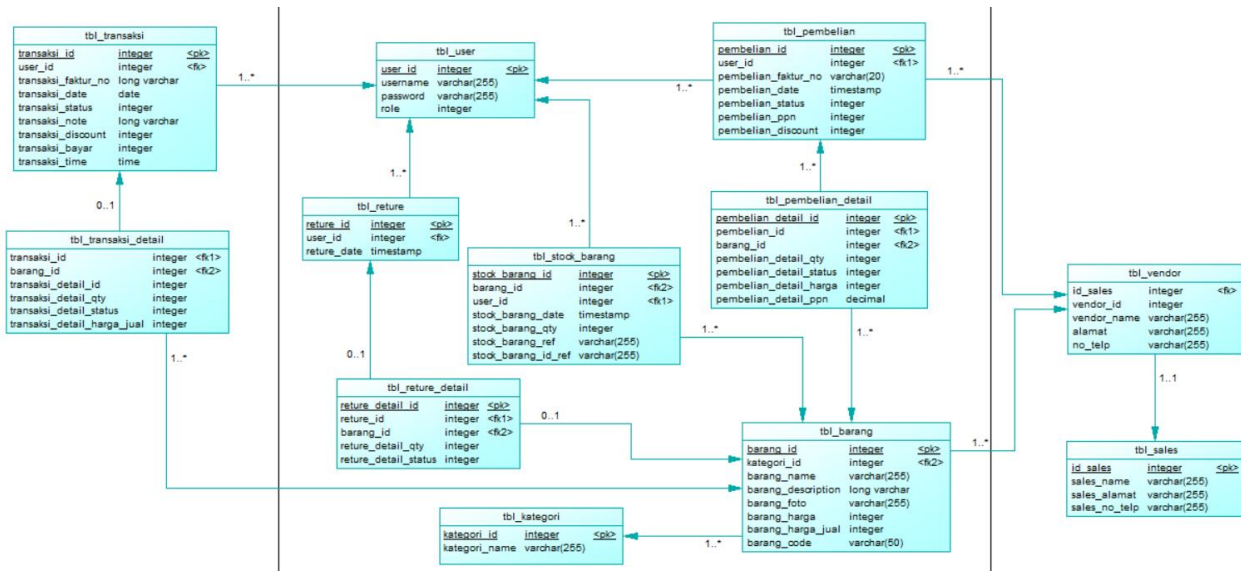 tbl_transaksi
transaksi_id integer <pk>
user_id integer <fk>
transaksi_faktur_no long varchar
transaksi_date date
transaksi_status integer
transaksi_note long varchar
transaksi_discount integer
transaksi_bayar integer
transaksi_time time
1..*
0..1
tbl_transaksi_detail
transaksi_id integer <fk1>
barang_id integer <fk2>
transaksi_detail_id integer
transaksi_detail_qty integer
transaksi_detail_status integer
transaksi_detail_harga_jual integer
1..*
tbl_user
user_id integer <pk>
username varchar(255)
password varchar(255)
role integer
1..*
1..*
1..*
tbl_reture
reture_id integer <pk>
user_id integer <fk>
reture_date timestamp
0..1
tbl_reture_detail
reture_detail_id integer <pk>
reture_id integer <fk1>
barang_id integer <fk2>
reture_detail_qty integer
reture_detail_status integer
0..1
tbl_stock_barang
stock_barang_id integer <pk>
barang_id integer <fk2>
user_id integer <fk1>
stock_barang_date timestamp
stock_barang_qty integer
stock_barang_ref varchar(255)
stock_barang_id_ref varchar(255)
1..*
tbl_pembelian
pembelian_id integer <pk>
user_id integer <fk1>
pembelian_faktur_no varchar(20)
pembelian_date timestamp
pembelian_status integer
pembelian_ppn integer
pembelian_discount integer
1..*
1..*
tbl_pembelian_detail
pembelian_detail_id integer <pk>
pembelian_id integer <fk1>
barang_id integer <fk2>
pembelian_detail_qty integer
pembelian_detail_status integer
pembelian_detail_harga integer
pembelian_detail_ppn decimal
1..*
tbl_barang
barang_id integer <pk>
kategori_id integer <fk2>
barang_name varchar(255)
barang_description long varchar
barang_foto varchar(255)
barang_harga integer
barang_harga_jual integer
barang_code varchar(50)
1..*
1..*
tbl_kategori
kategori_id integer <pk>
kategori_name varchar(255)
tbl_vendor
id_sales integer <fk>
vendor_id integer
vendor_name varchar(255)
alamat varchar(255)
no_telp varchar(255)
1..1
tbl_sales
id_sales integer <pk>
sales_name varchar(255)
sales_alamat varchar(255)
sales_no_telp varchar(255)